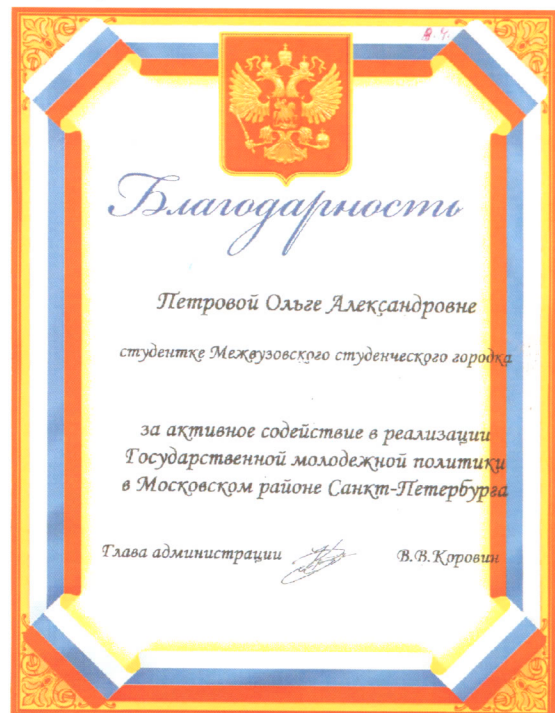 Благодарность
Петровой Ольге Александровне
студентке Межвузовского студенческого городка
за активное содействие в реализации
Государственной молодежной политики
в Московском районе Санкт-Петербурга
Глава администрации В.В.Коровин